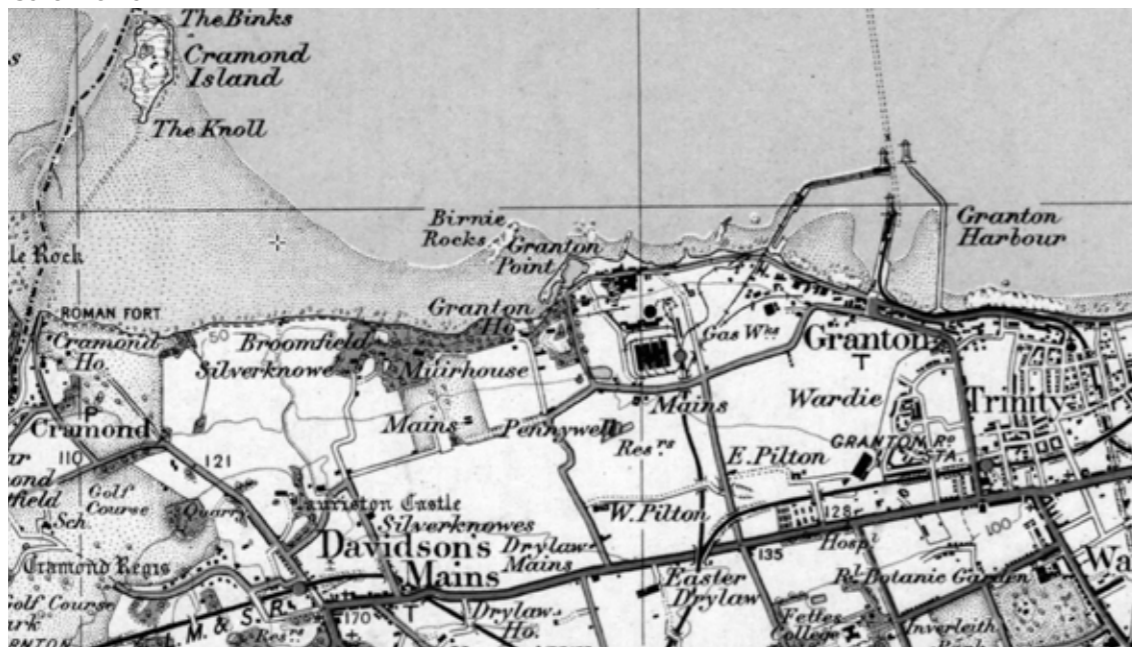 The Binks
Cramond
Island
The Knoll
Birnie
Rocks
Granton
Point
Granton
Harbour
le Rock
ROMAN FORT
Cramond
Ho.
50
Broomfield
Granton
Ho.
Gas Wks
Granton
T
Silverknowe
Muirhouse
Mains
Wardie
Trinity
P
Cramond
Mains
Pennywell
Resrs
GRANTON RD
STA.
E. Pilton
110
121
Golf
Course
Quarry
Lauriston Castle
Silverknowes
W. Pilton
128
100
Sch.
Davidson's
Mains
Drylaw
Mains
135
Hospl
Cramond Regis
Easter
Drylaw
Rl Botanic Garden
Wa
Golf Course
ark
M. & S. R.
Resrs
170
T
Drylaw
Ho.
Fettes
College
Inverleith